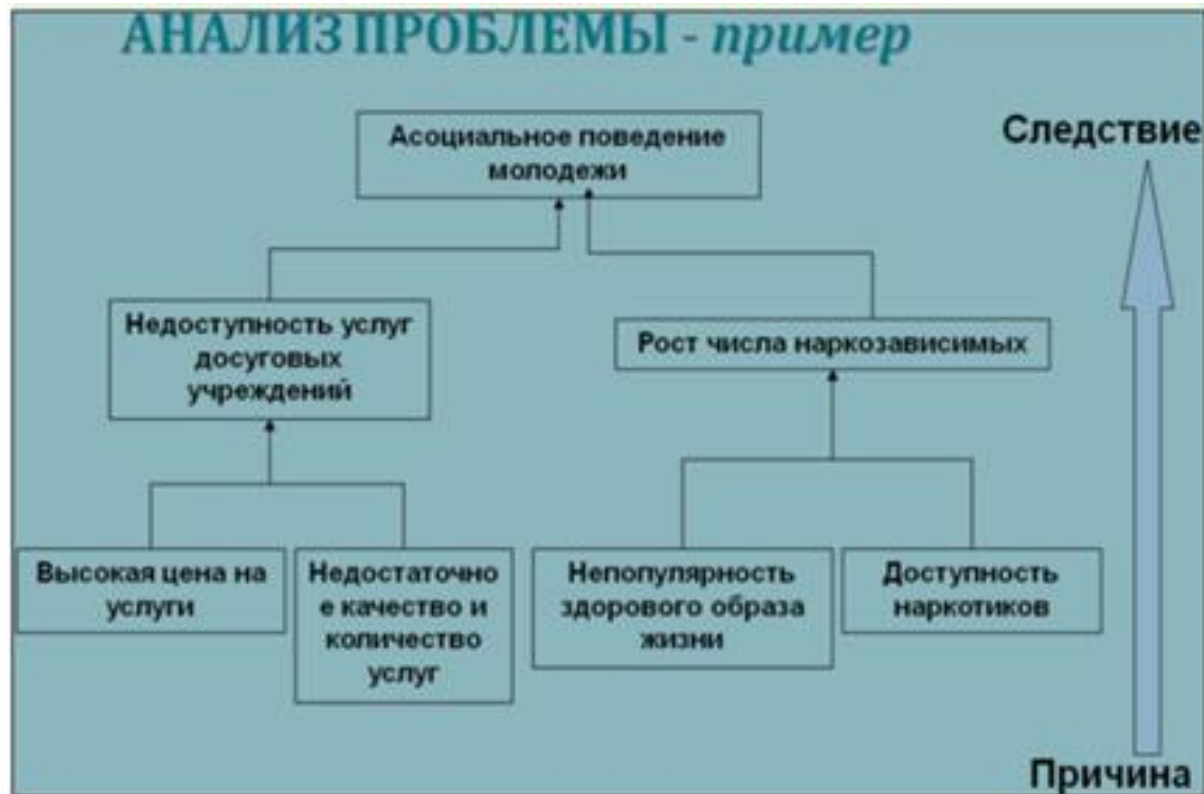 АНАЛИЗ ПРОБЛЕМЫ - пример
Асоциальное поведение
молодежи
Следствие
Недоступность услуг
досуговых
учреждений
Рост числа наркозависимых
Высокая цена на
услуги
Недостаточно
е качество и
количество
услуг
Непопулярность
здорового образа
жизни
Доступность
наркотиков
Причина